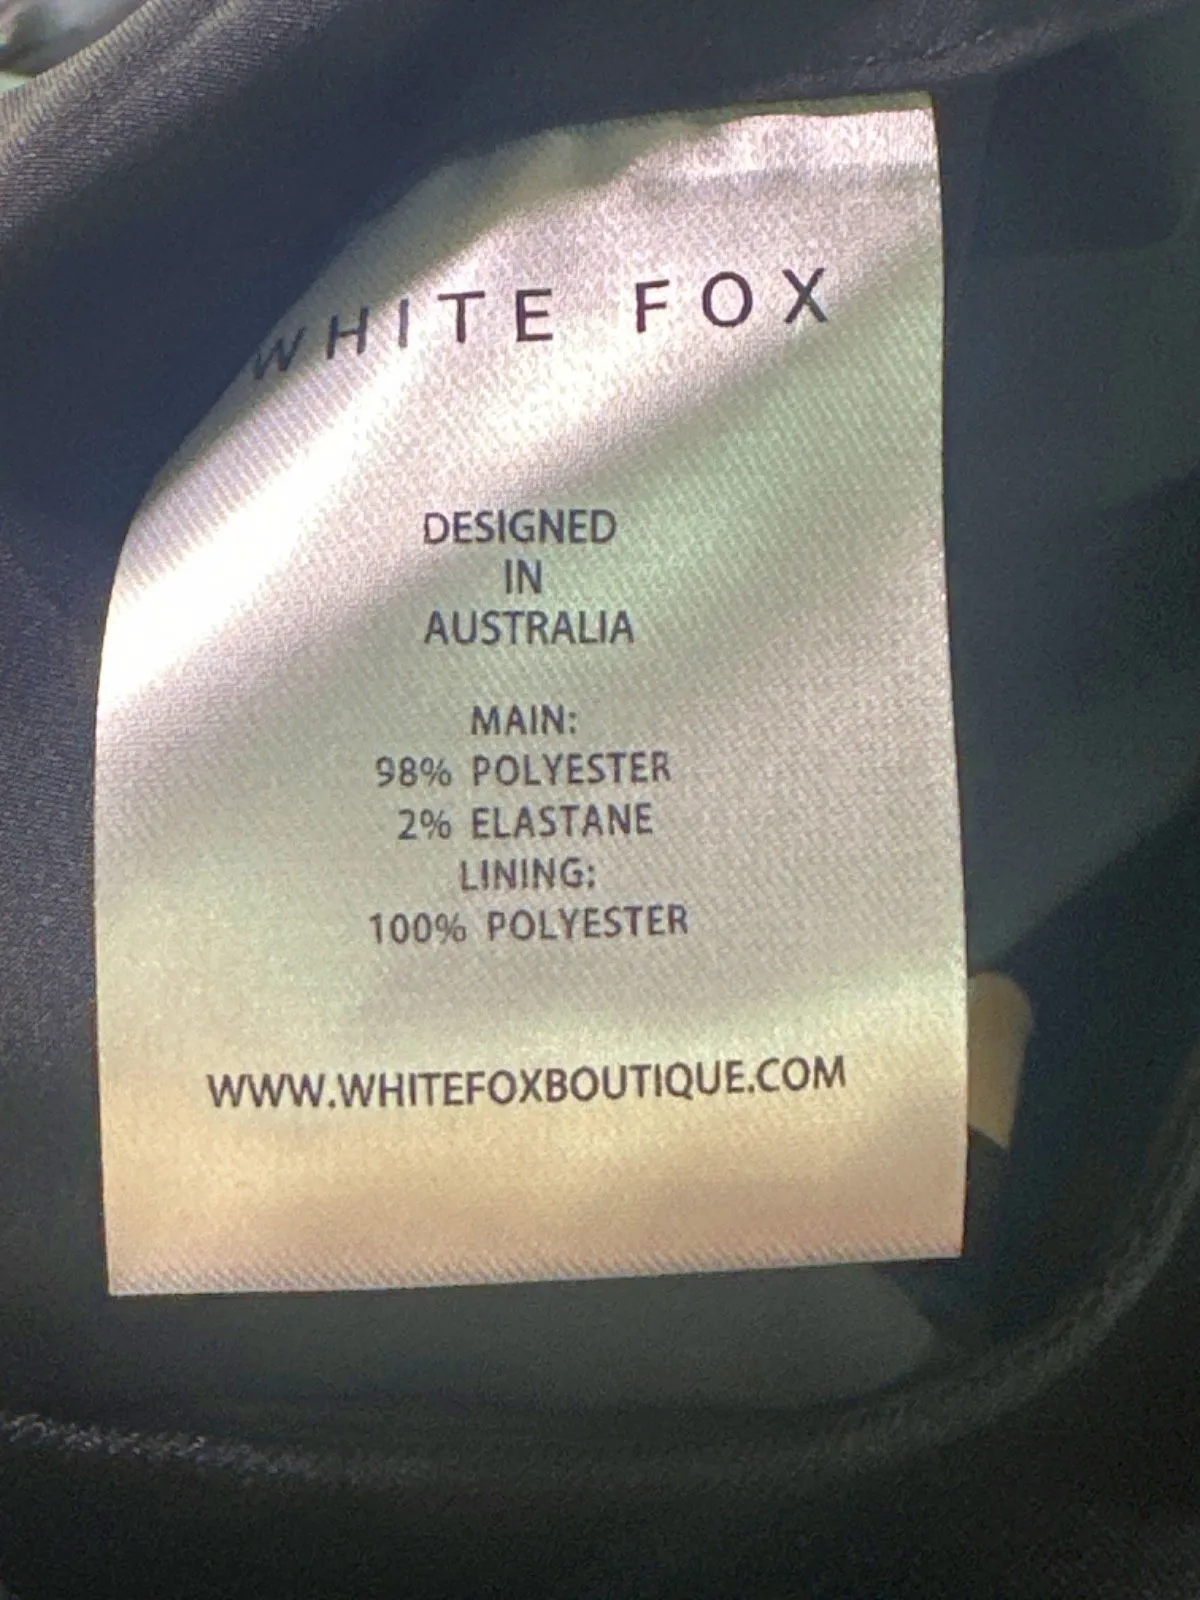 WHITE FOX
DESIGNED
IN
AUSTRALIA
MAIN:
98% POLYESTER
2% ELASTANE
LINING:
100% POLYESTER
WWW.WHITEFOXBOUTIQUE.COM